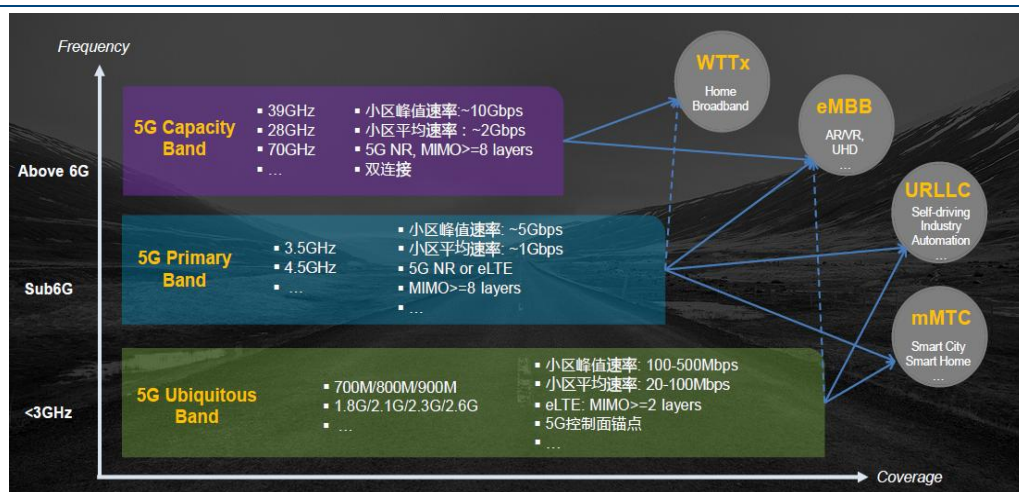 Frequency
WTTx
Home
Broadband
eMBB
AR/VR,
UHD
...
URLLC
Self-driving
Industry
Automation
...
mMTC
Smart City
Smart Home
...
Above 6G
5G Capacity
Band
▪ 39GHz
▪ 28GHz
▪ 70GHz
▪ ...
▪ 小区峰值速率:~10Gbps
▪ 小区平均速率：~2Gbps
▪ 5G NR, MIMO>=8 layers
▪ 双连接
Sub6G
5G Primary
Band
▪ 3.5GHz
▪ 4.5GHz
▪ ...
▪ 小区峰值速率: ~5Gbps
▪ 小区平均速率: ~1Gbps
▪ 5G NR or eLTE
▪ MIMO>=8 layers
▪ ...
<3GHz
5G Ubiquitous
Band
▪ 700M/800M/900M
▪ 1.8G/2.1G/2.3G/2.6G
▪ ...
▪ 小区峰值速率: 100-500Mbps
▪ 小区平均速率: 20-100Mbps
▪ eLTE: MIMO>=2 layers
▪ 5G控制面锚点
▪ ...
Coverage